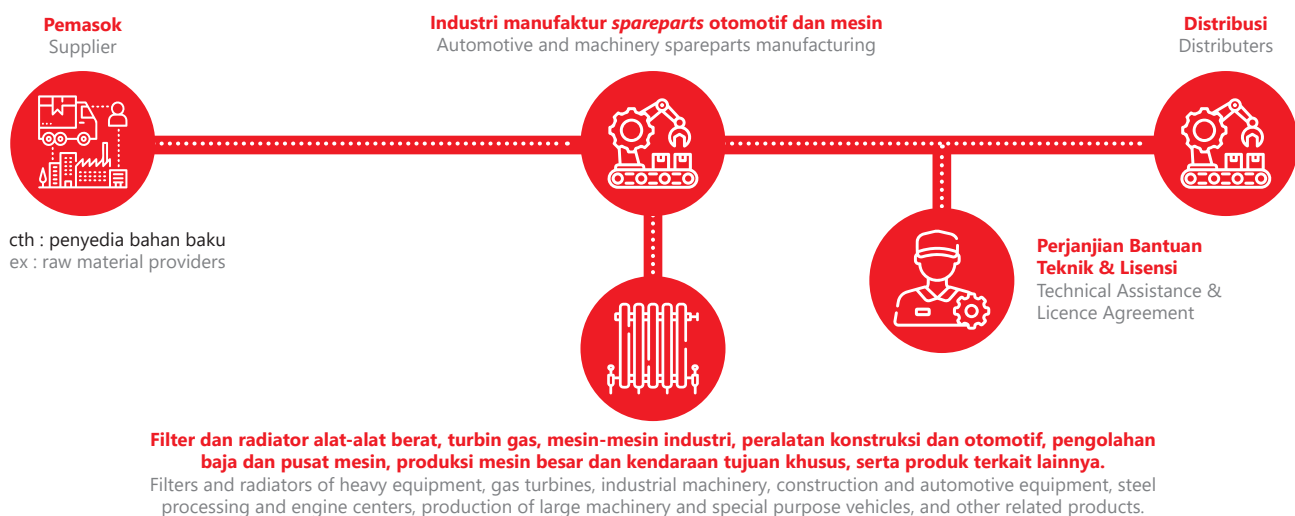 Pemasok
Supplier
Industri manufaktur spareparts otomotif dan mesin
Automotive and machinery spareparts manufacturing
Distribusi
Distributers
cth : penyedia bahan baku
ex : raw material providers
Perjanjian Bantuan
Teknik & Lisensi
Technical Assistance &
Licence Agreement
Filter dan radiator alat-alat berat, turbin gas, mesin-mesin industri, peralatan konstruksi dan otomotif, pengolahan
baja dan pusat mesin, produksi mesin besar dan kendaraan tujuan khusus, serta produk terkait lainnya.
Filters and radiators of heavy equipment, gas turbines, industrial machinery, construction and automotive equipment, steel
processing and engine centers, production of large machinery and special purpose vehicles, and other related products.